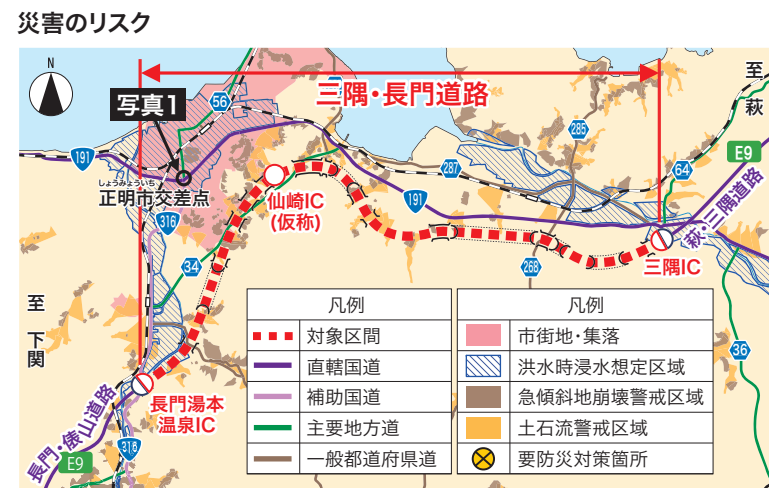 災害のリスク
N
三隅・長門道路
至
萩
写真1
56
285
191
64
E9
287
しょうみょういち
正明市交差点
仙崎IC
(仮称)
191
316
萩・三隅道路
34
268
三隅IC
至
下関
36
長門湯本
温泉IC
長門・俵山道路
E9
316
凡例
対象区間
直轄国道
補助国道
主要地方道
一般都道府県道
凡例
市街地・集落
洪水時浸水想定区域
急傾斜地崩壊警戒区域
土石流警戒区域
要防災対策箇所